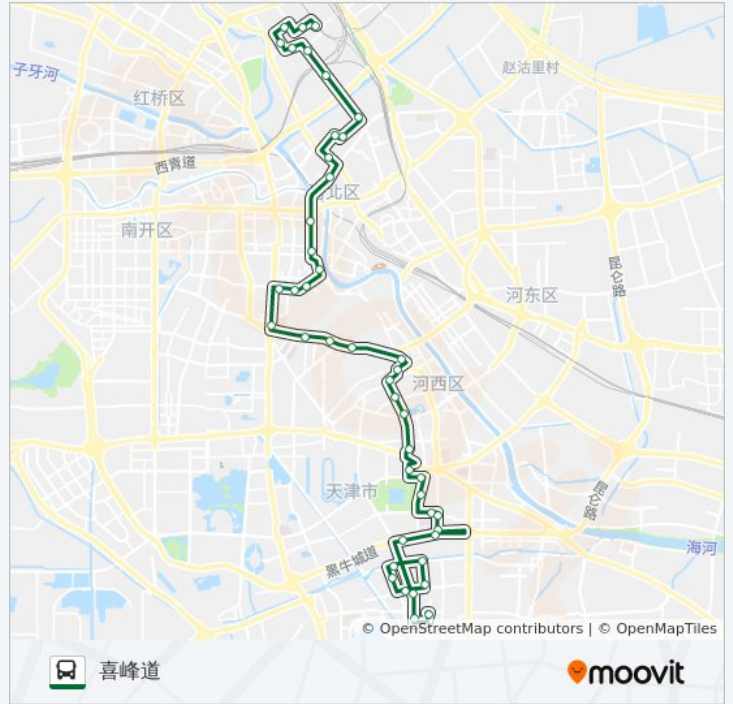 子牙河
赵沽里村
红桥区
西青道
北区
南开区
昆仑路
河东区
河西区
天津市
昆仑路
黑牛城道
海河
© OpenStreetMap contributors | © OpenMapTiles
喜峰道
moovit